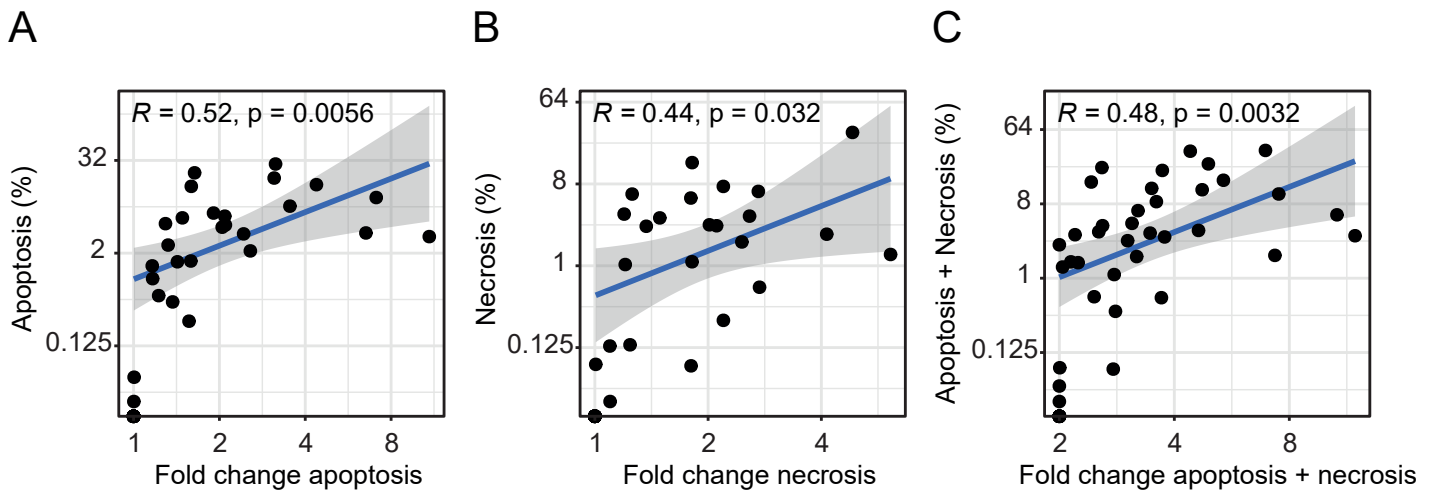 A
B
C
R = 0.52, p = 0.0056
Apoptosis (%)
32
2
0.125
1 2 4 8
Fold change apoptosis
R = 0.44, p = 0.032
Necrosis (%)
64
8
1
0.125
1 2 4
Fold change necrosis
R = 0.48, p = 0.0032
Apoptosis + Necrosis (%)
64
8
1
0.125
2 4 8
Fold change apoptosis + necrosis